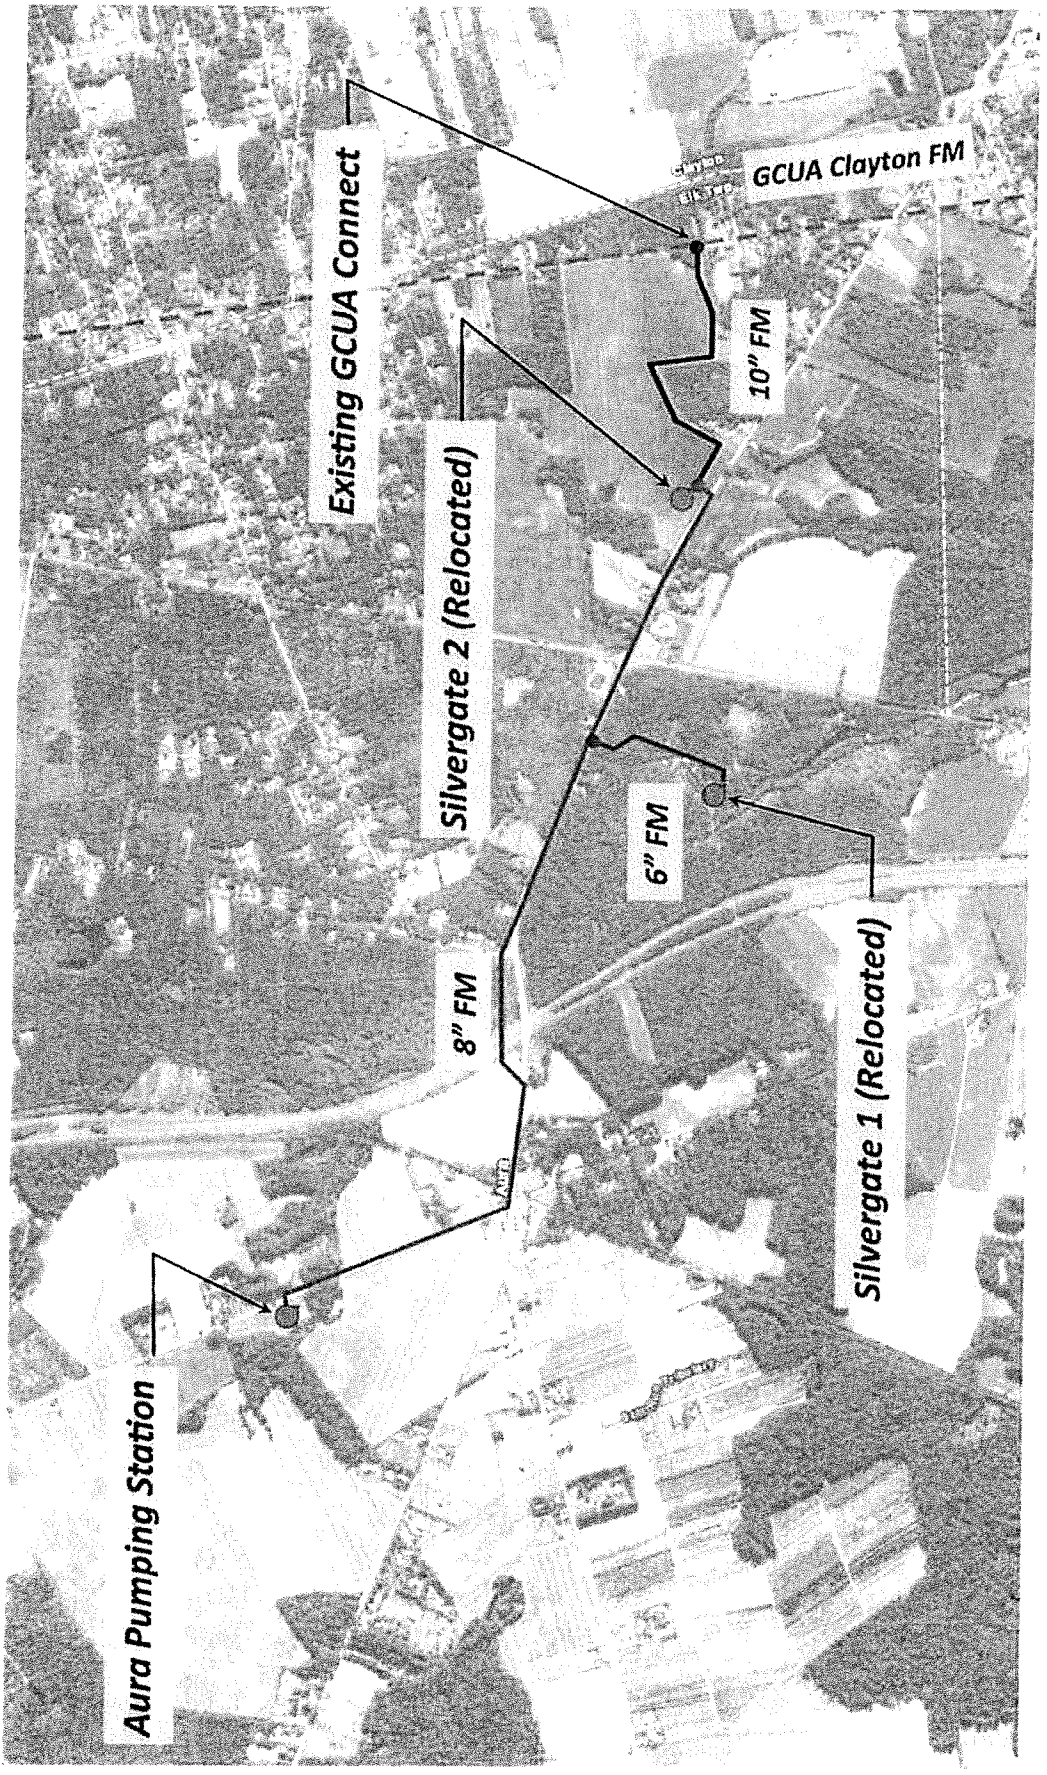 Aura Pumping Station
Existing GCUA Connect
Silvergate 2 (Relocated)
8" FM
6" FM
10" FM
GCUA Clayton FM
Silvergate 1 (Relocated)
Aura